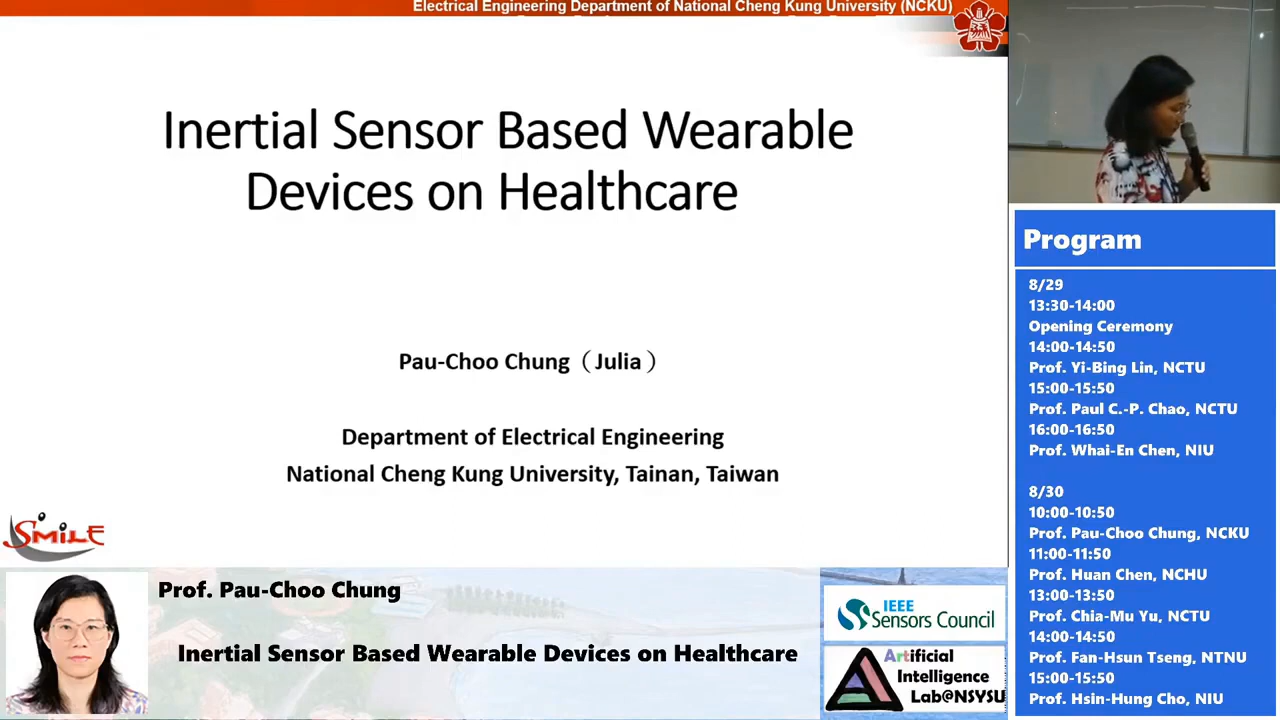 Electrical Engineering Department of National Cheng Kung University (NCKU)
Inertial Sensor Based Wearable
Devices on Healthcare
Pau-Choo Chung（Julia）
Department of Electrical Engineering
National Cheng Kung University, Tainan, Taiwan
SMILE
Prof. Pau-Choo Chung
Inertial Sensor Based Wearable Devices on Healthcare
IEEE
Sensors Council
Artificial
Intelligence
Lab@NSYSU
Program
8/29
13:30-14:00
Opening Ceremony
14:00-14:50
Prof. Yi-Bing Lin, NCTU
15:00-15:50
Prof. Paul C.-P. Chao, NCTU
16:00-16:50
Prof. Whai-En Chen, NIU
8/30
10:00-10:50
Prof. Pau-Choo Chung, NCKU
11:00-11:50
Prof. Huan Chen, NCHU
13:00-13:50
Prof. Chia-Mu Yu, NCTU
14:00-14:50
Prof. Fan-Hsun Tseng, NTNU
15:00-15:50
Prof. Hsin-Hung Cho, NIU